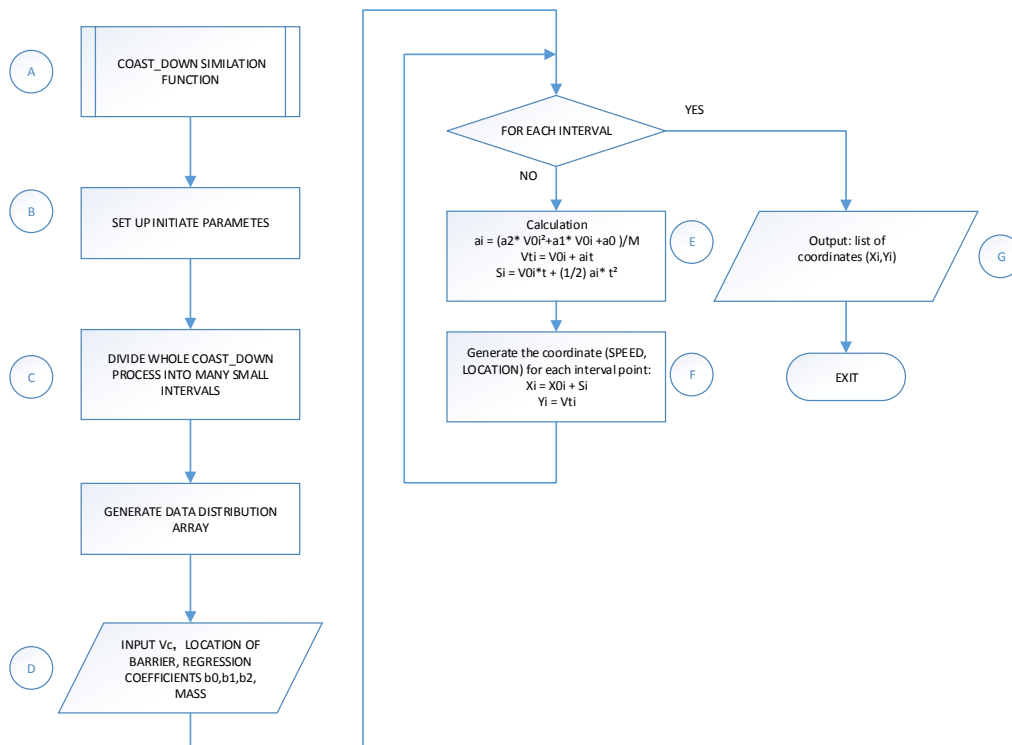 A
COAST_DOWN SIMILATION
FUNCTION
B
SET UP INITIATE PARAMETES
C
DIVIDE WHOLE COAST_DOWN
PROCESS INTO MANY SMALL
INTERVALS
GENERATE DATA DISTRIBUTION
ARRAY
D
INPUT Vc, LOCATION OF
BARRIER, REGRESSION
COEFFICIENTS b0,b1,b2,
MASS
FOR EACH INTERVAL
YES
NO
Calculation
ai = (a2* V0i²+a1* V0i +a0 )/M
Vti = V0i + ait
Si = V0i*t + (1/2) ai* t²
E
Generate the coordinate (SPEED,
LOCATION) for each interval point:
Xi = X0i + Si
Yi = Vti
F
Output: list of
coordinates (Xi,Yi)
G
EXIT